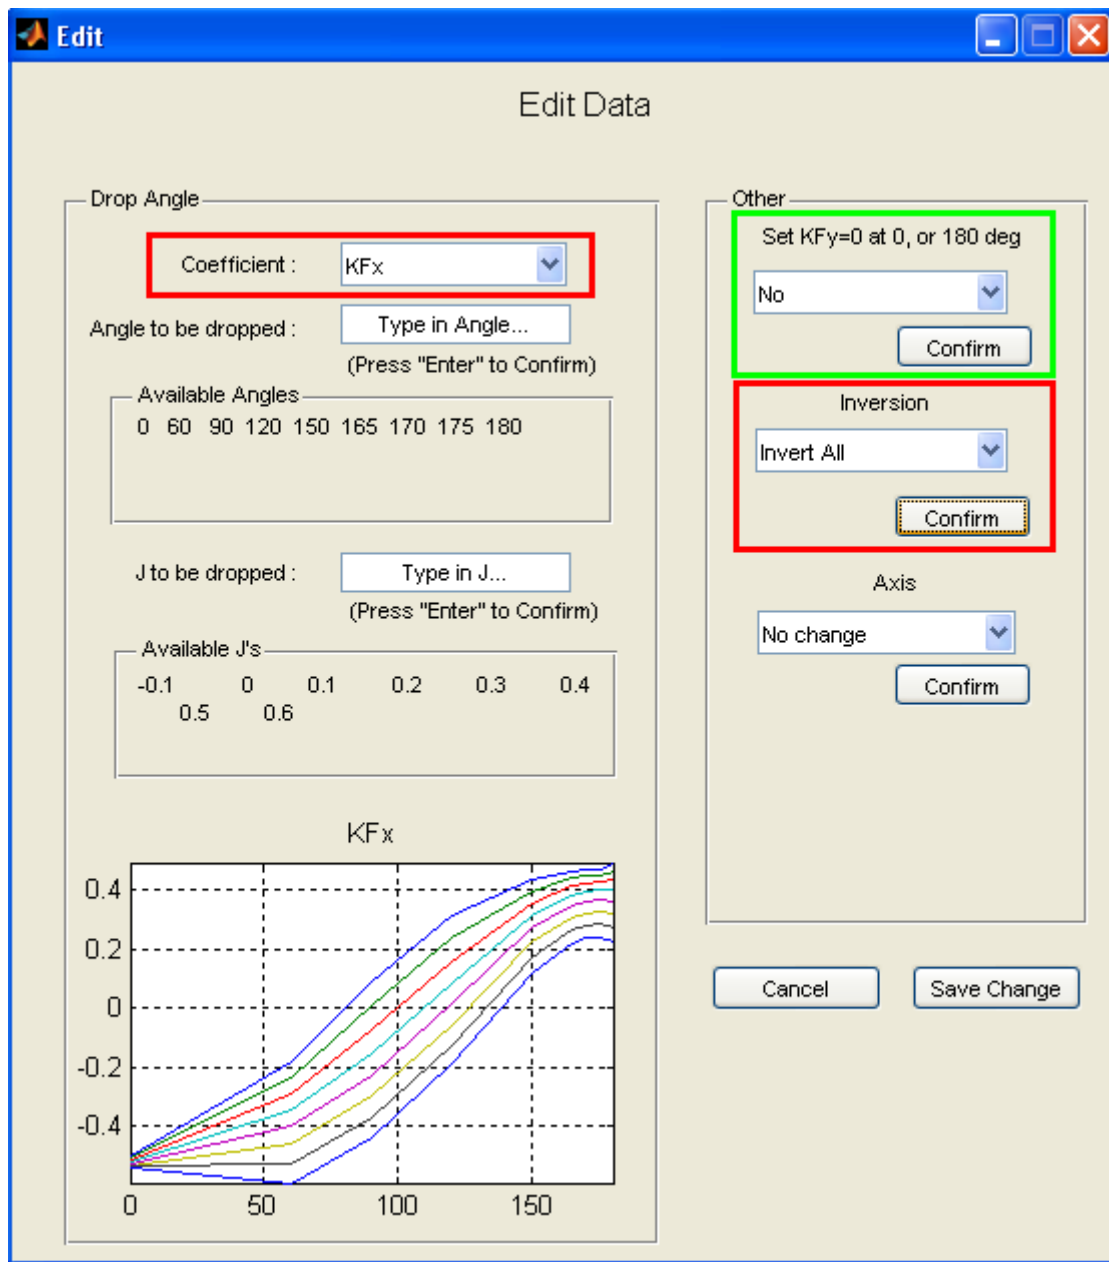 Edit
Edit Data
Drop Angle
Coefficient :
KFx
Angle to be dropped :
Type in Angle...
(Press "Enter" to Confirm)
Available Angles
0 60 90 120 150 165 170 175 180
J to be dropped :
Type in J...
(Press "Enter" to Confirm)
Available J's
-0.1 0 0.1 0.2 0.3 0.4
0.5 0.6
KFx
0.4
0.2
0
-0.2
-0.4
0 50 100 150
Other
Set KFy=0 at 0, or 180 deg
No
Confirm
Inversion
Invert All
Confirm
Axis
No change
Confirm
Cancel
Save Change